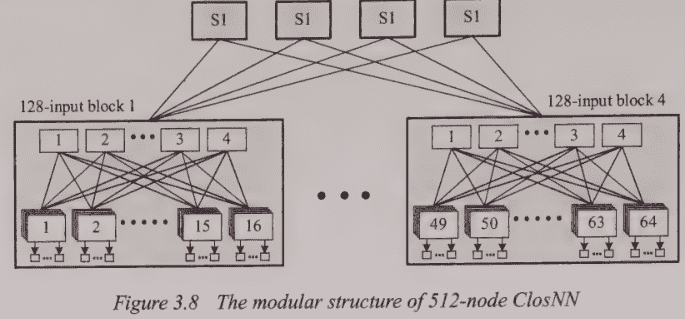 S1 S1 S1 S1
128-input block 1
128-input block 4
1 2 3 4
1 2 3 4
1 2 15 16
49 50 63 64
Figure 3.8 The modular structure of 512-node ClosNN